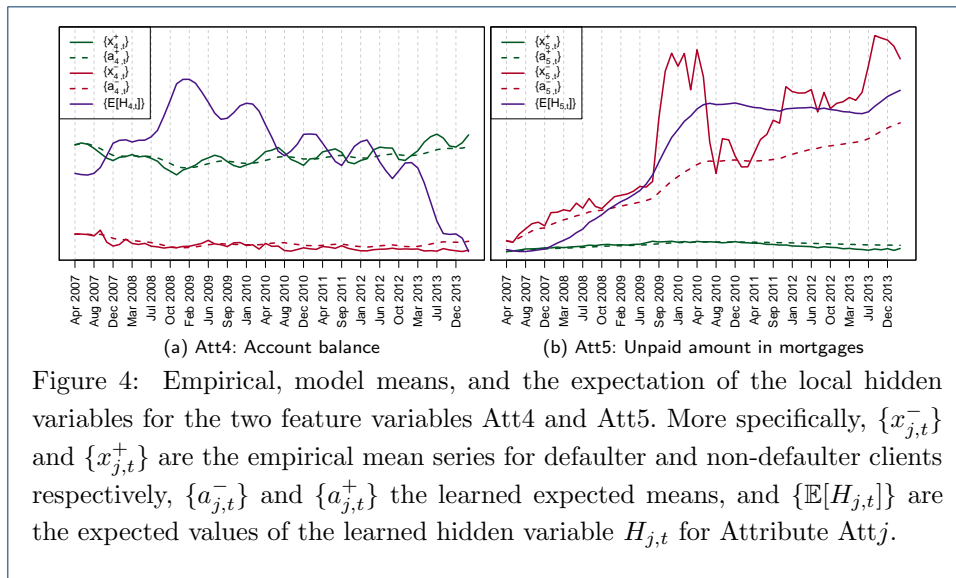 {x⁺4,t}
{a⁺4,t}
{x⁻4,t}
{a⁻4,t}
{E[H4,t]}
Apr 2007
Aug 2007
Dec 2007
Mar 2008
Jul 2008
Oct 2008
Feb 2009
Jun 2009
Sep 2009
Jan 2010
Apr 2010
Aug 2010
Dec 2010
Mar 2011
Sep 2011
Jan 2012
Jun 2012
Oct 2012
Mar 2013
Jul 2013
Dec 2013
(a) Att4: Account balance
{x⁺5,t}
{a⁺5,t}
{x⁻5,t}
{a⁻5,t}
{E[H5,t]}
Apr 2007
Aug 2007
Dec 2007
Mar 2008
Jul 2008
Oct 2008
Feb 2009
Jun 2009
Sep 2009
Jan 2010
Apr 2010
Aug 2010
Dec 2010
Mar 2011
Sep 2011
Jan 2012
Jun 2012
Oct 2012
Mar 2013
Jul 2013
Dec 2013
(b) Att5: Unpaid amount in mortgages
Figure 4: Empirical, model means, and the expectation of the local hidden
variables for the two feature variables Att4 and Att5. More specifically, {x⁻j,t}
and {x⁺j,t} are the empirical mean series for defaulter and non-defaulter clients
respectively, {a⁻j,t} and {a⁺j,t} the learned expected means, and {𝔼[Hj,t]} are
the expected values of the learned hidden variable Hj,t for Attribute Attj.